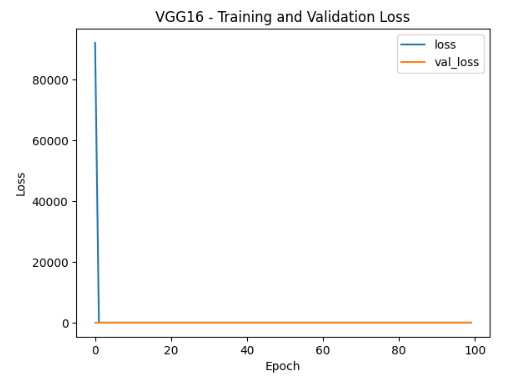 VGG16 - Training and Validation Loss
loss
val_loss
80000
60000
40000
20000
0
Loss
0 20 40 60 80 100
Epoch